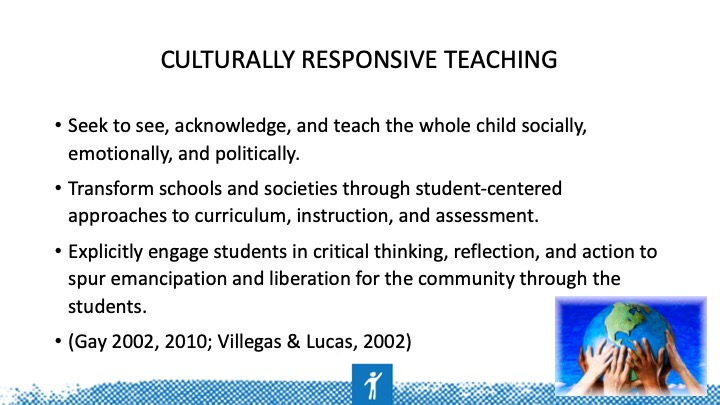 CULTURALLY RESPONSIVE TEACHING
• Seek to see, acknowledge, and teach the whole child socially,
emotionally, and politically.
• Transform schools and societies through student-centered
approaches to curriculum, instruction, and assessment.
• Explicitly engage students in critical thinking, reflection, and action to
spur emancipation and liberation for the community through the
students.
• (Gay 2002, 2010; Villegas & Lucas, 2002)